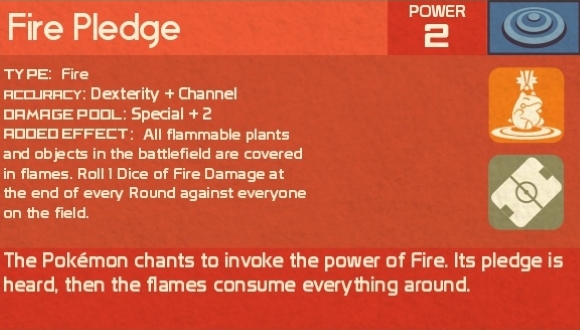 Fire Pledge
POWER
2
TYPE: Fire
ACCURACY: Dexterity + Channel
DAMAGE POOL: Special + 2
ADDED EFFECT: All flammable plants
and objects in the battlefield are covered
in flames. Roll 1 Dice of Fire Damage at
the end of every Round against everyone
on the field.
The Pokémon chants to invoke the power of Fire. Its pledge is
heard, then the flames consume everything around.